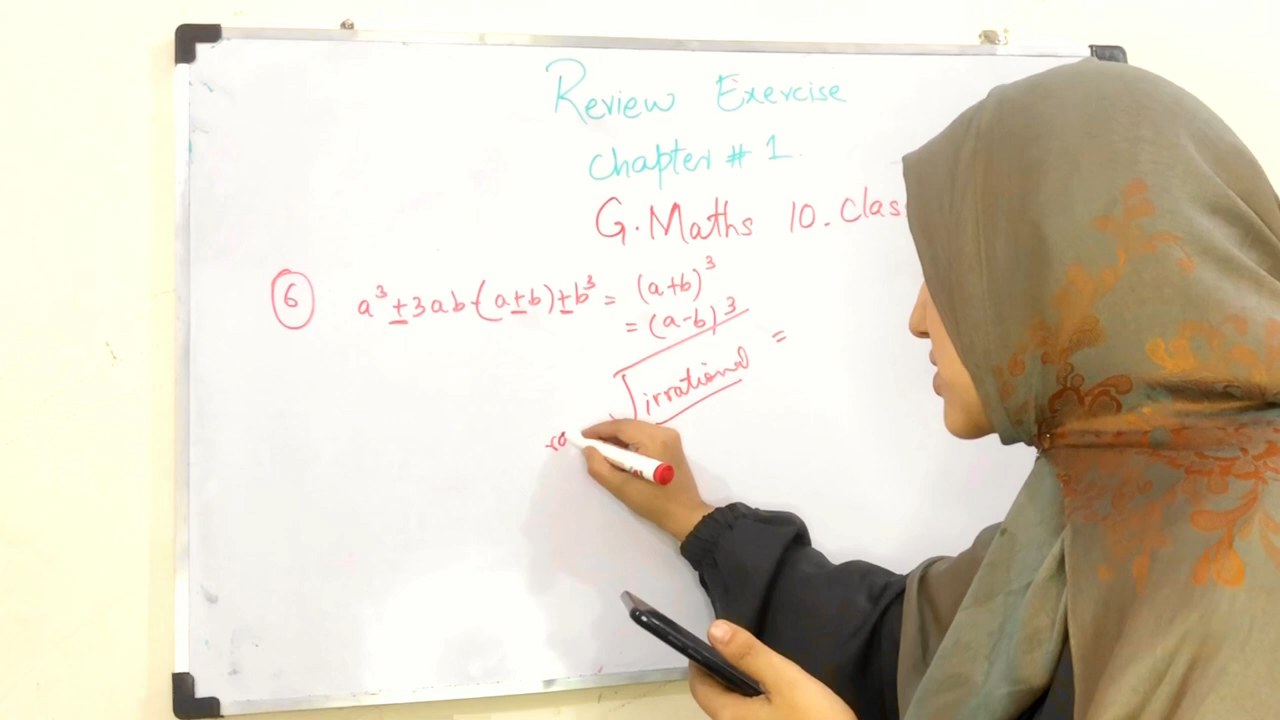 Review Exercise
Chapter # 1.
G. Maths 10. Clas
6 a³ ± 3ab (a±b) ± b³ = (a+b)³
= (a-b)³
√irrational =